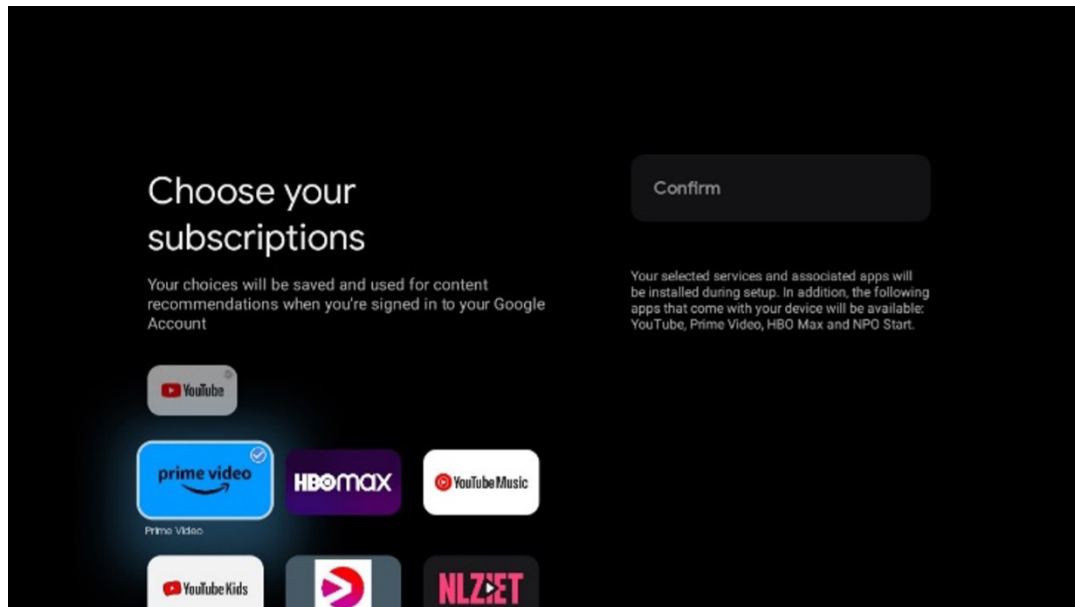 Choose your
subscriptions
Your choices will be saved and used for content
recommendations when you're signed in to your Google
Account
YouTube
prime video
HBOmax
YouTube Music
Prime Video
YouTube Kids
NLZIET
Confirm
Your selected services and associated apps will
be installed during setup. In addition, the following
apps that come with your device will be available:
YouTube, Prime Video, HBO Max and NPO Start.